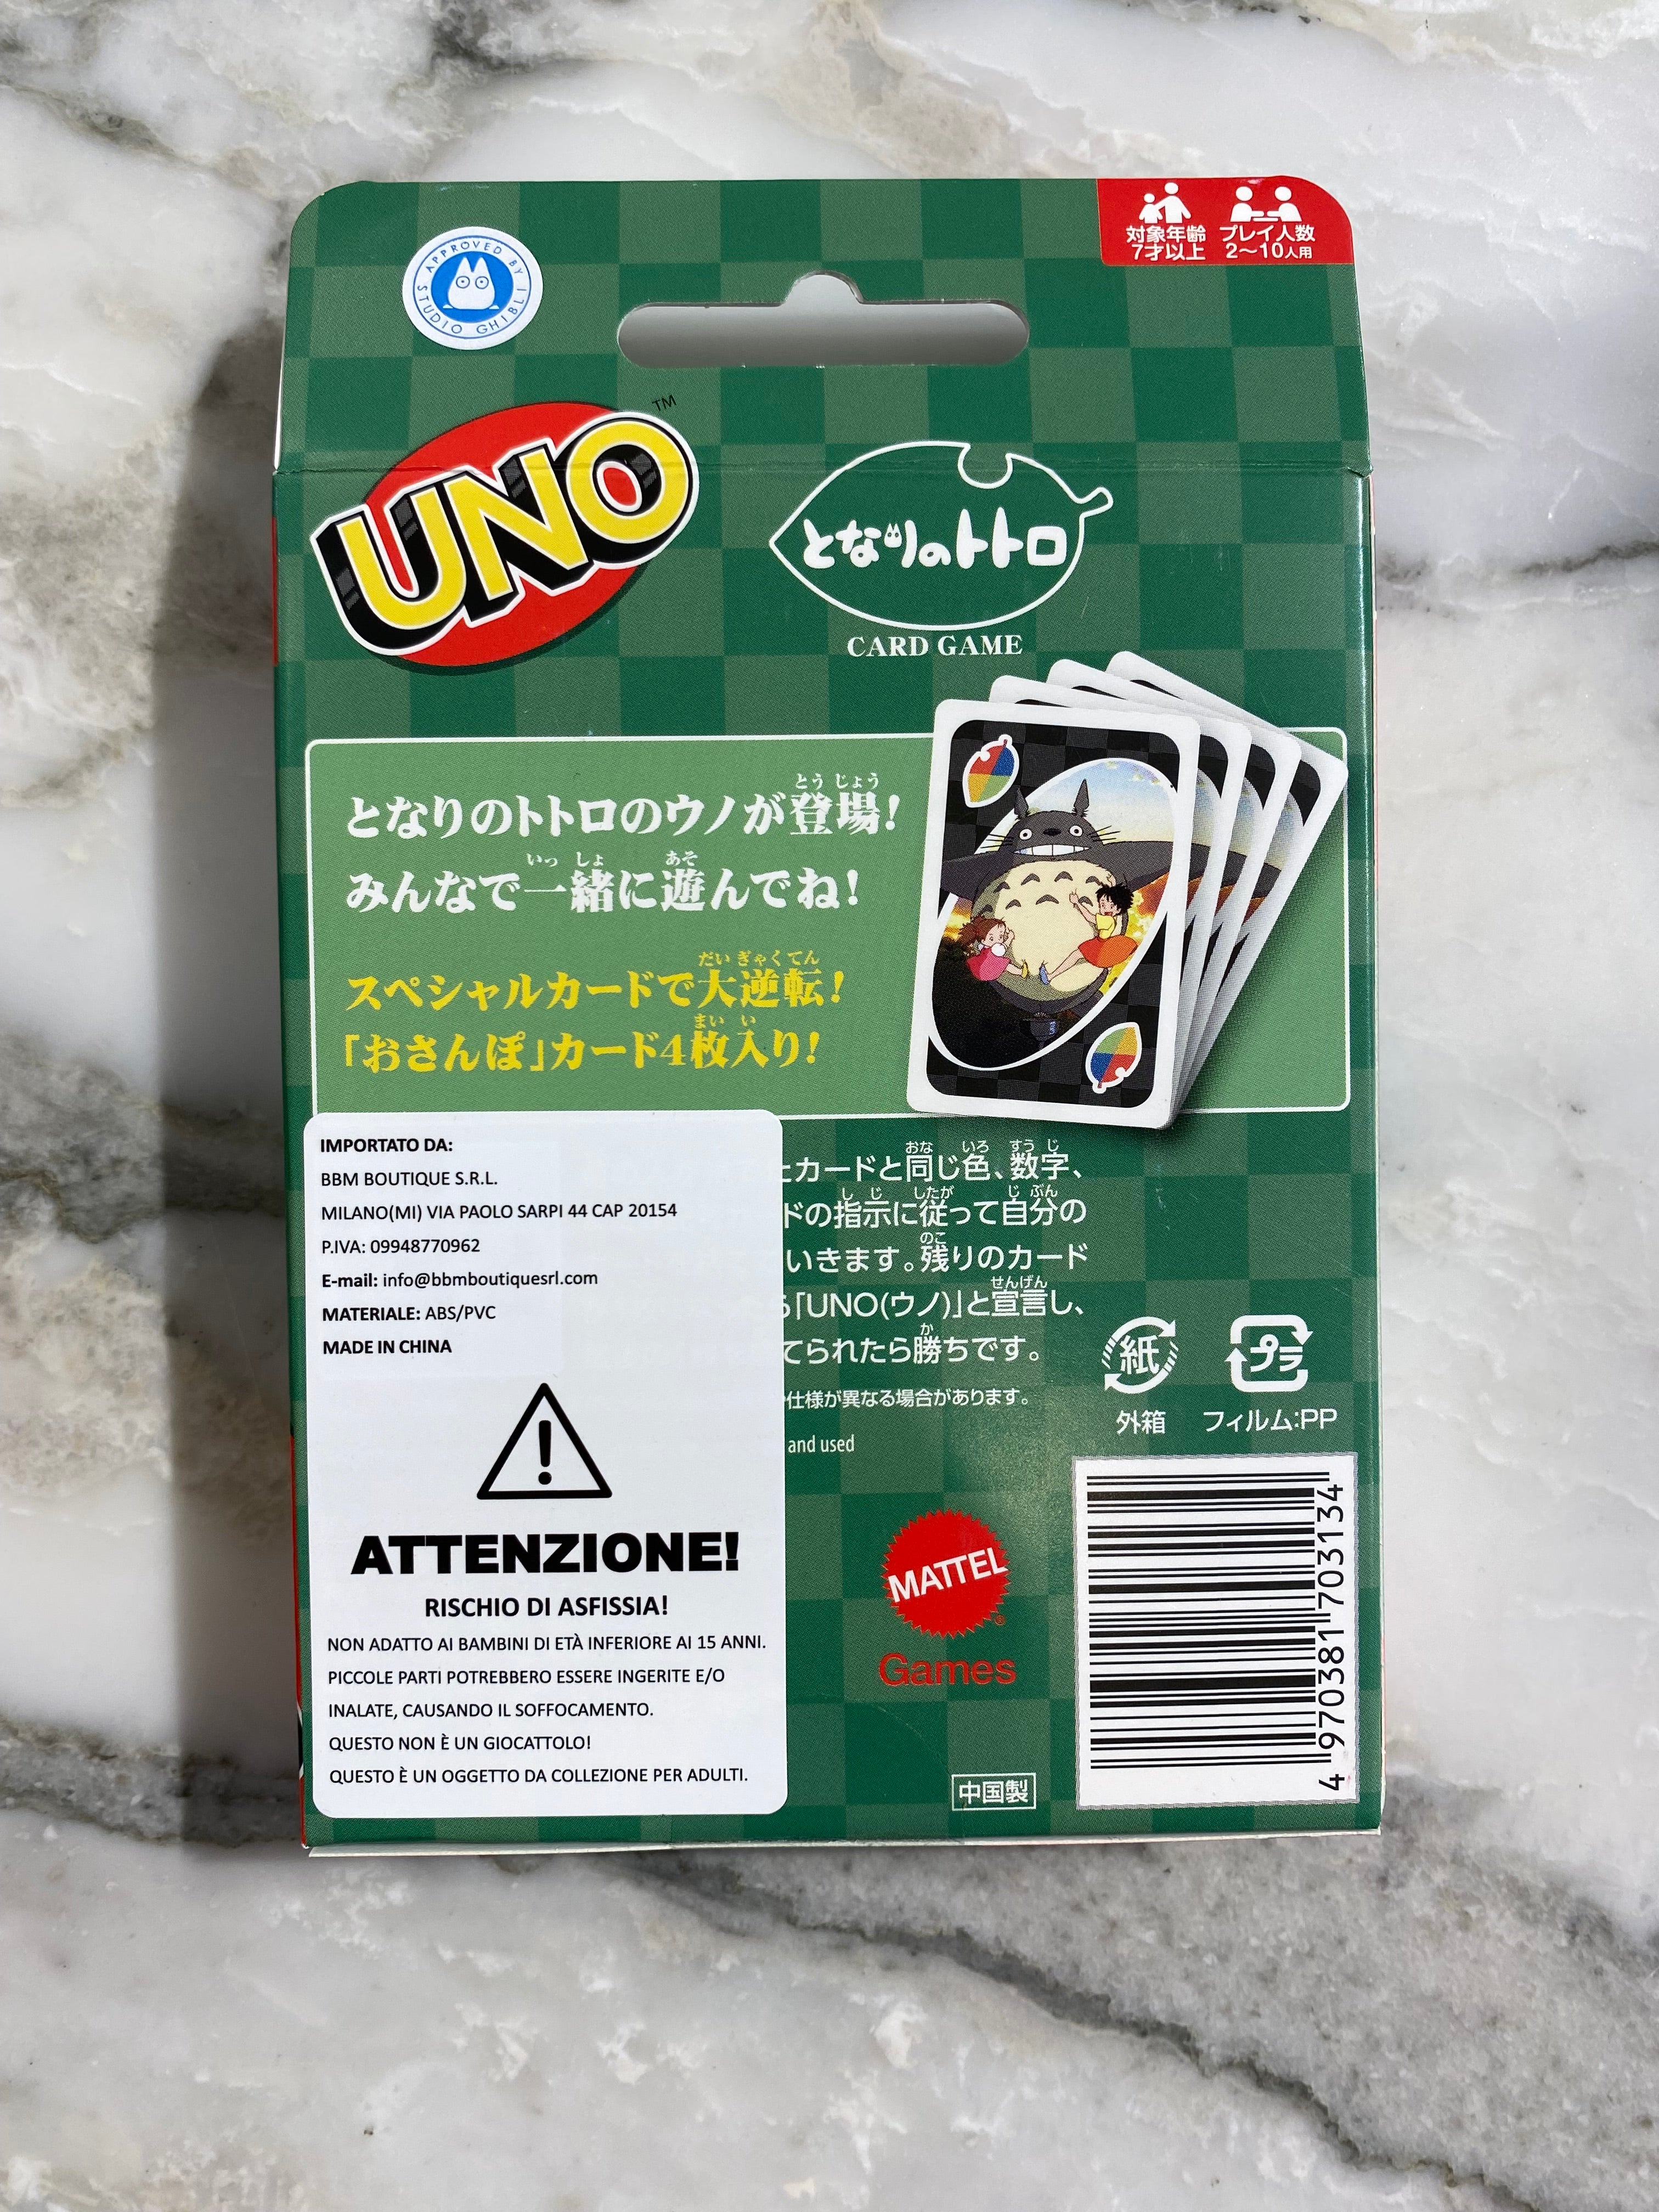 APPROVED BY STUDIO GHIBLI
対象年齢
7才以上
プレイ人数
2〜10人用
UNO™
となりのトトロ
CARD GAME
となりのトトロのウノが登場!
とうじょう
みんなで一緒に遊んでね!
いっしょ あそ
スペシャルカードで大逆転!
だいぎゃくてん
「おさんぽ」カード4枚入り!
まい い
IMPORTATO DA:
BBM BOUTIQUE S.R.L.
MILANO(MI) VIA PAOLO SARPI 44 CAP 20154
P.IVA: 09948770962
E-mail: info@bbmboutiquesrl.com
MATERIALE: ABS/PVC
MADE IN CHINA
ATTENZIONE!
RISCHIO DI ASFISSIA!
NON ADATTO AI BAMBINI DI ETÀ INFERIORE AI 15 ANNI.
PICCOLE PARTI POTREBBERO ESSERE INGERITE E/O
INALATE, CAUSANDO IL SOFFOCAMENTO.
QUESTO NON È UN GIOCATTOLO!
QUESTO È UN OGGETTO DA COLLEZIONE PER ADULTI.
カードと同じ色、数字、
おな いろ すうじ
ドの指示に従って自分の
しじ したが じぶん
いきます。残りのカード
のこ
「UNO(ウノ)」と宣言し、
せんげん
てられたら勝ちです。
か
仕様が異なる場合があります。
and used
紙
外箱
プラ
フィルム:PP
MATTEL®
Games
中国製
4 970381 703134